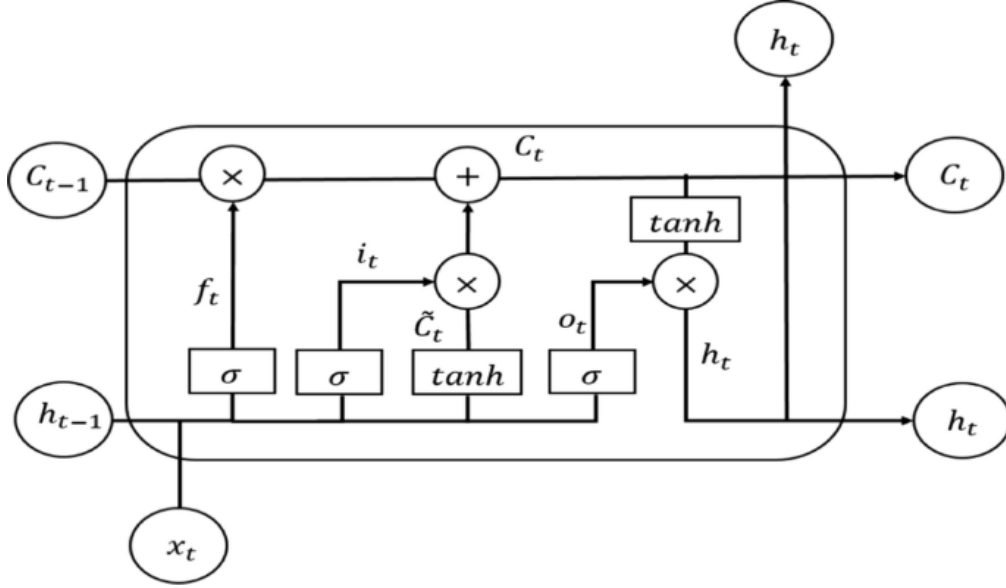 h_t
C_{t-1}
×
+
C_t
C_t
tanh
i_t
×
×
f_t
C̃_t
o_t
h_t
σ
σ
tanh
σ
h_{t-1}
h_t
x_t